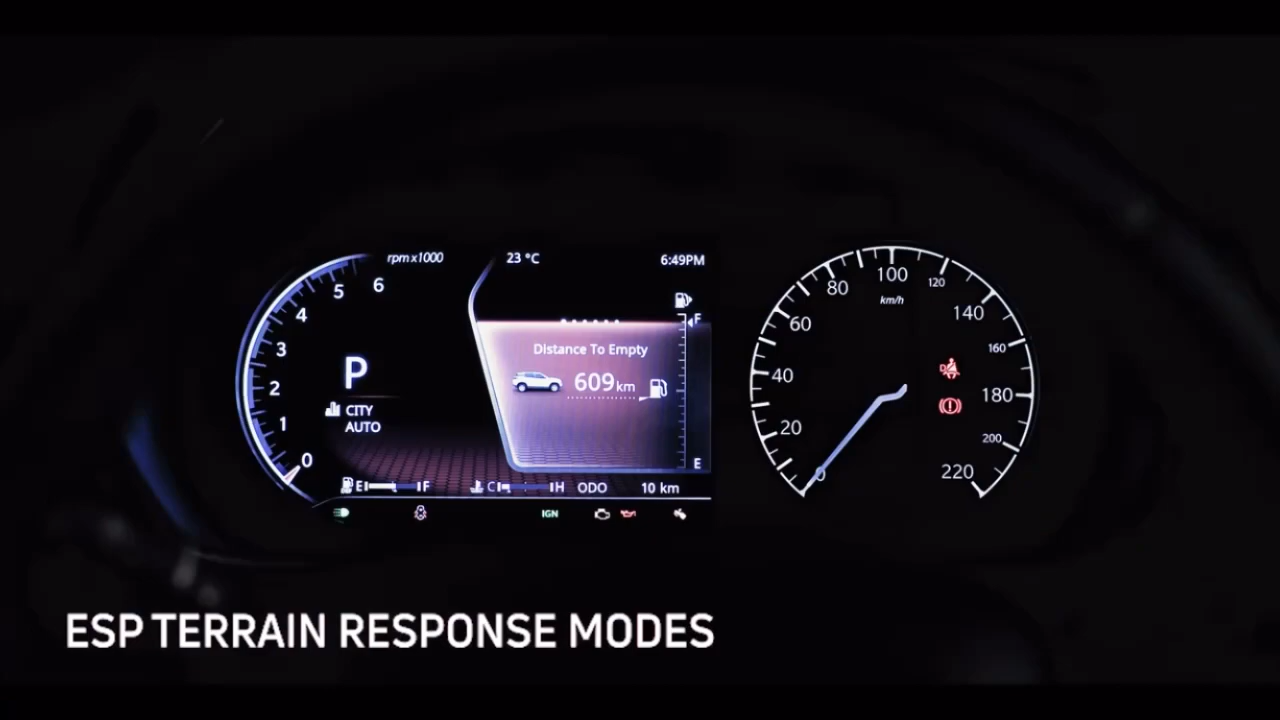 rpm x1000
23 °C
6:49PM
6
5
4
3
2
1
0
P
CITY
AUTO
Distance To Empty
609 km
F
E
E F
C H
ODO 10 km
IGN
0
20
40
60
80
100
120
140
160
180
200
220
km/h
ESP TERRAIN RESPONSE MODES